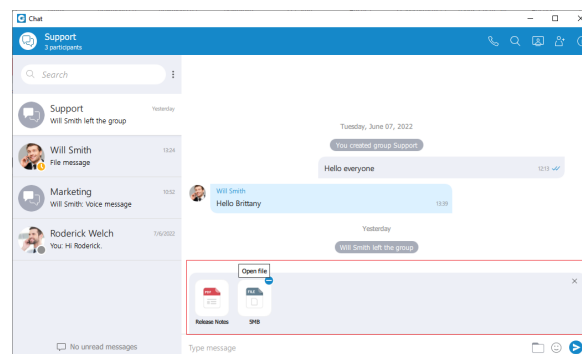 Chat
Support
3 participants
Search
Support
Yesterday
Will Smith left the group
Will Smith
13:24
File message
Marketing
10:52
Will Smith: Voice message
Roderick Welch
7/6/2022
You: Hi Roderick.
No unread messages
Tuesday, June 07, 2022
You created group Support
Hello everyone
12:13
Will Smith
Hello Brittany
13:39
Yesterday
Will Smith left the group
Open file
PDF
FILE
Release Notes
SMB
Type message